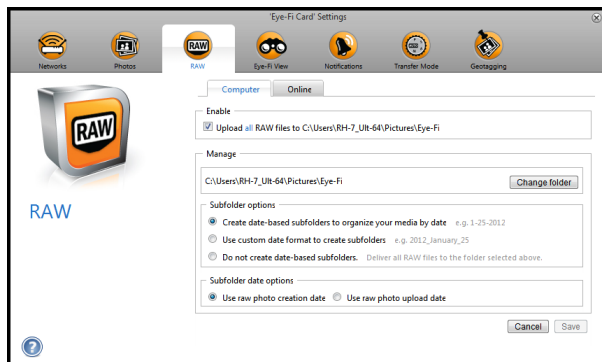 'Eye-Fi Card' Settings
Networks
Photos
RAW
RAW
Eye-Fi View
Notifications
Transfer Mode
Geotagging
Computer
Online
Enable
Upload all RAW files to C:\Users\RH-7_Ult-64\Pictures\Eye-Fi
RAW
RAW
Manage
C:\Users\RH-7_Ult-64\Pictures\Eye-Fi
Change folder
Subfolder options
Create date-based subfolders to organize your media by date e.g. 1-25-2012
Use custom date format to create subfolders e.g. 2012_January_25
Do not create date-based subfolders. Deliver all RAW files to the folder selected above.
Subfolder date options
Use raw photo creation date Use raw photo upload date
Cancel Save
?